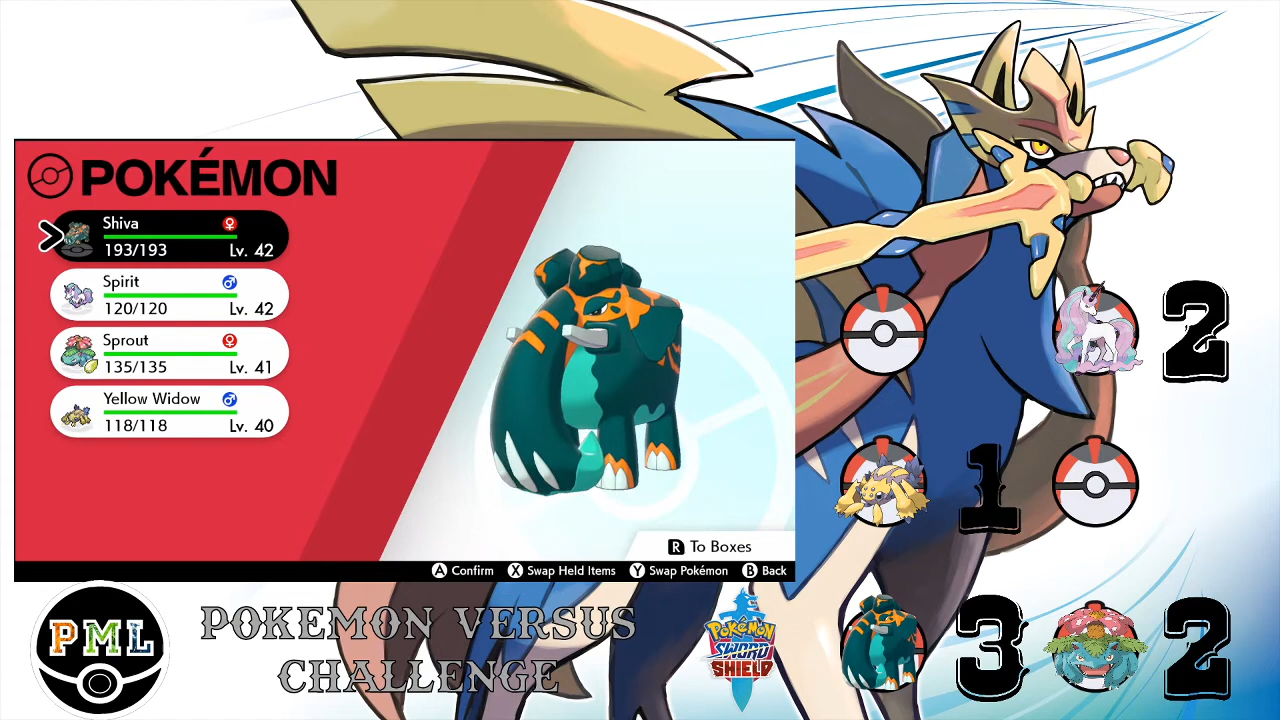 POKÉMON
Shiva ♀
193/193 Lv. 42
Spirit ♂
120/120 Lv. 42
Sprout ♀
135/135 Lv. 41
Yellow Widow ♂
118/118 Lv. 40
R To Boxes
A Confirm X Swap Held Items Y Swap Pokémon B Back
2
1
3 2
PML
POKEMON VERSUS
CHALLENGE
POKÉMON
SWORD
SHIELD